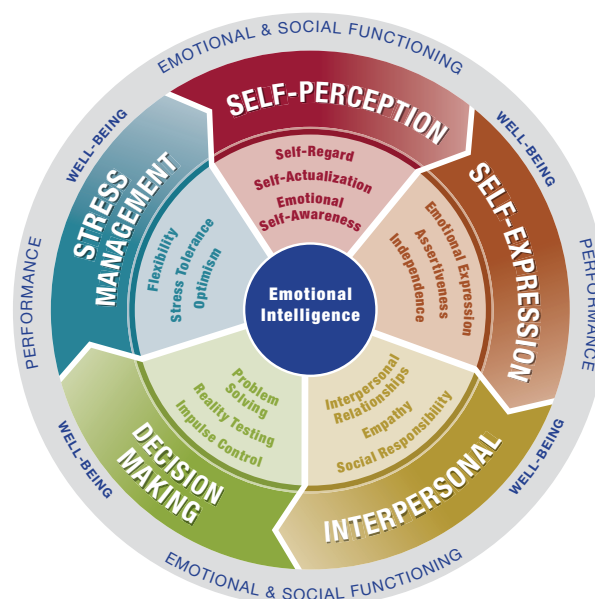 EMOTIONAL & SOCIAL FUNCTIONING
WELL-BEING
WELL-BEING
PERFORMANCE
PERFORMANCE
WELL-BEING
WELL-BEING
EMOTIONAL & SOCIAL FUNCTIONING
SELF-PERCEPTION
Self-Regard
Self-Actualization
Emotional
Self-Awareness
SELF-EXPRESSION
Emotional Expression
Assertiveness
Independence
INTERPERSONAL
Interpersonal
Relationships
Empathy
Social Responsibility
DECISION
MAKING
Problem
Solving
Reality Testing
Impulse Control
STRESS
MANAGEMENT
Flexibility
Stress Tolerance
Optimism
Emotional
Intelligence